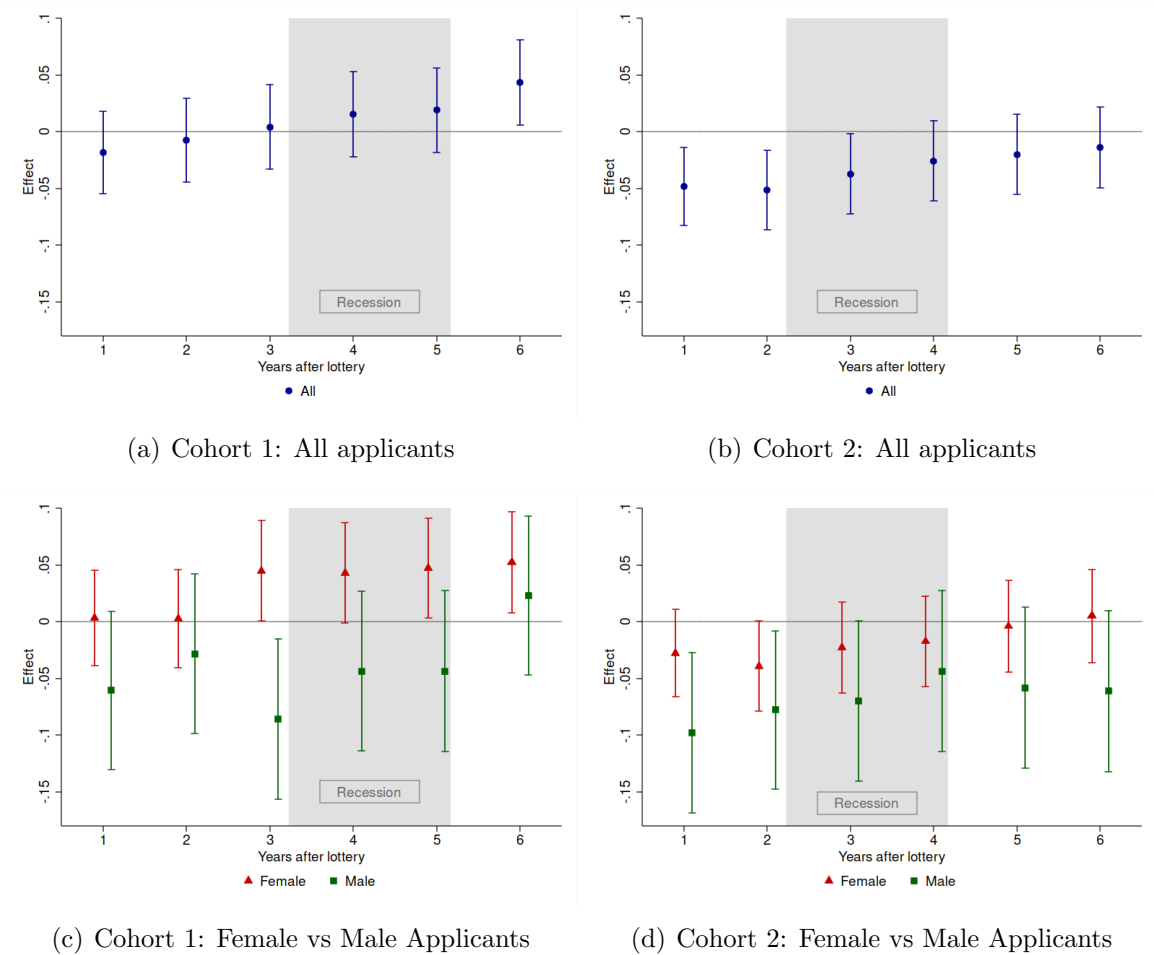 .1
.05
0
-.05
-.1
-.15
Effect
Recession
1 2 3 4 5 6
Years after lottery
All
(a) Cohort 1: All applicants
.1
.05
0
-.05
-.1
-.15
Effect
Recession
1 2 3 4 5 6
Years after lottery
All
(b) Cohort 2: All applicants
.1
.05
0
-.05
-.1
-.15
Effect
Recession
1 2 3 4 5 6
Years after lottery
Female Male
(c) Cohort 1: Female vs Male Applicants
.1
.05
0
-.05
-.1
-.15
Effect
Recession
1 2 3 4 5 6
Years after lottery
Female Male
(d) Cohort 2: Female vs Male Applicants